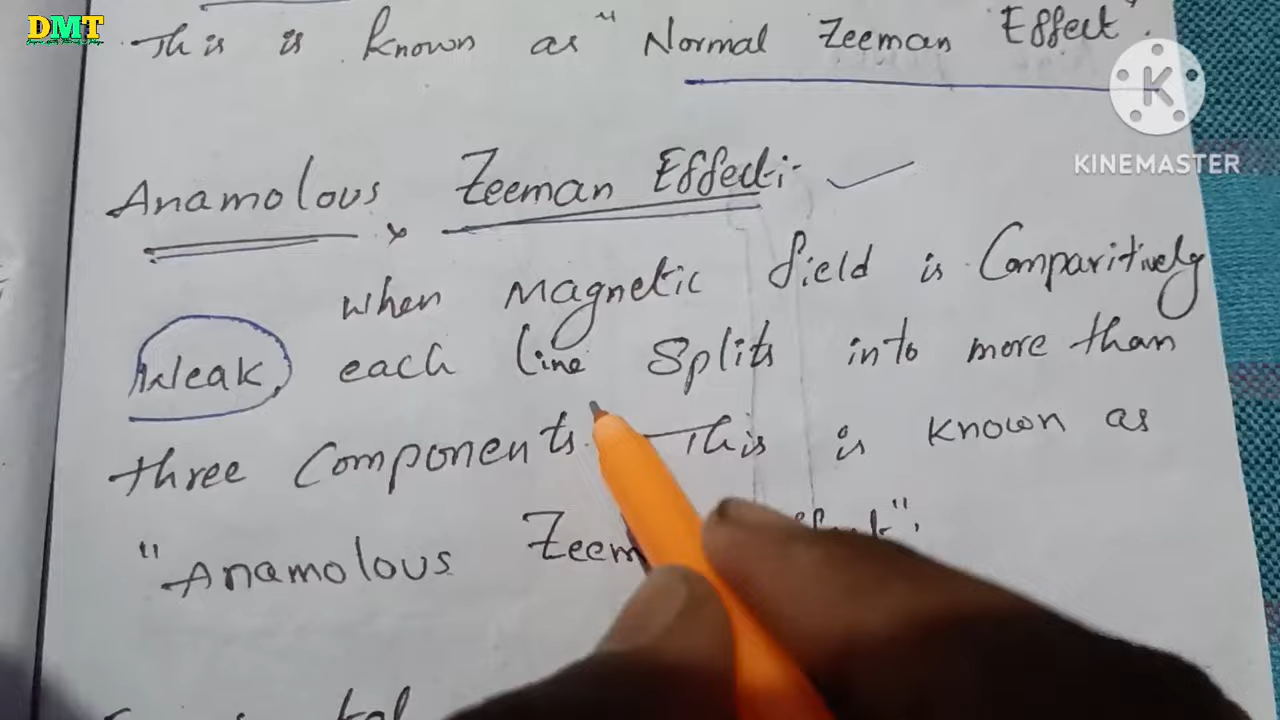 DMT
This is known as "Normal Zeeman Effect".
KINEMASTER
Anamolous Zeeman Effect:-
when magnetic field is Comparitively
Weak, each line splits into more than
three Components. This is known as
"Anamolous